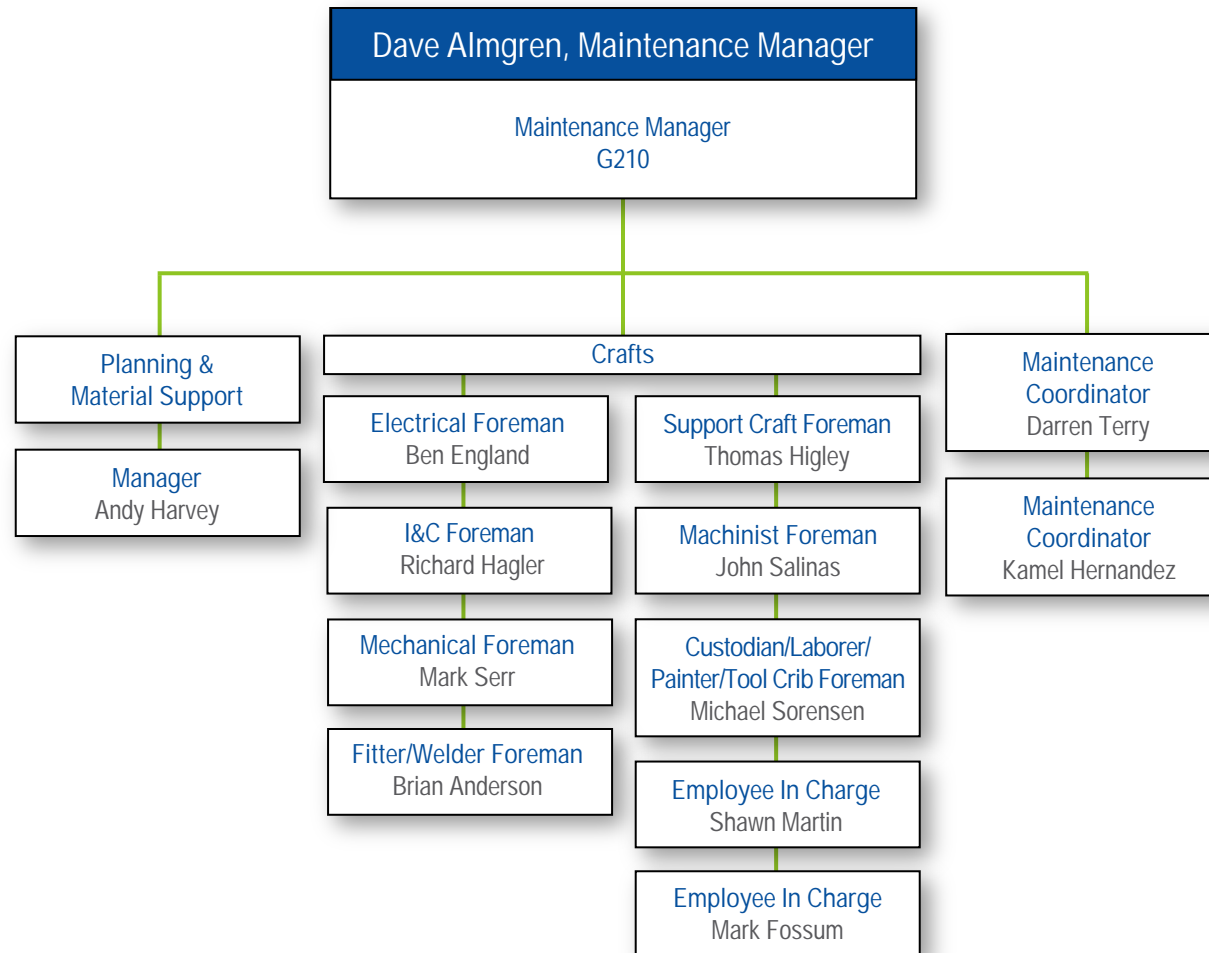 Dave Almgren, Maintenance Manager
Maintenance Manager
G210
Planning &
Material Support
Manager
Andy Harvey
Crafts
Electrical Foreman
Ben England
I&C Foreman
Richard Hagler
Mechanical Foreman
Mark Serr
Fitter/Welder Foreman
Brian Anderson
Support Craft Foreman
Thomas Higley
Machinist Foreman
John Salinas
Custodian/Laborer/
Painter/Tool Crib Foreman
Michael Sorensen
Employee In Charge
Shawn Martin
Employee In Charge
Mark Fossum
Maintenance
Coordinator
Darren Terry
Maintenance
Coordinator
Kamel Hernandez